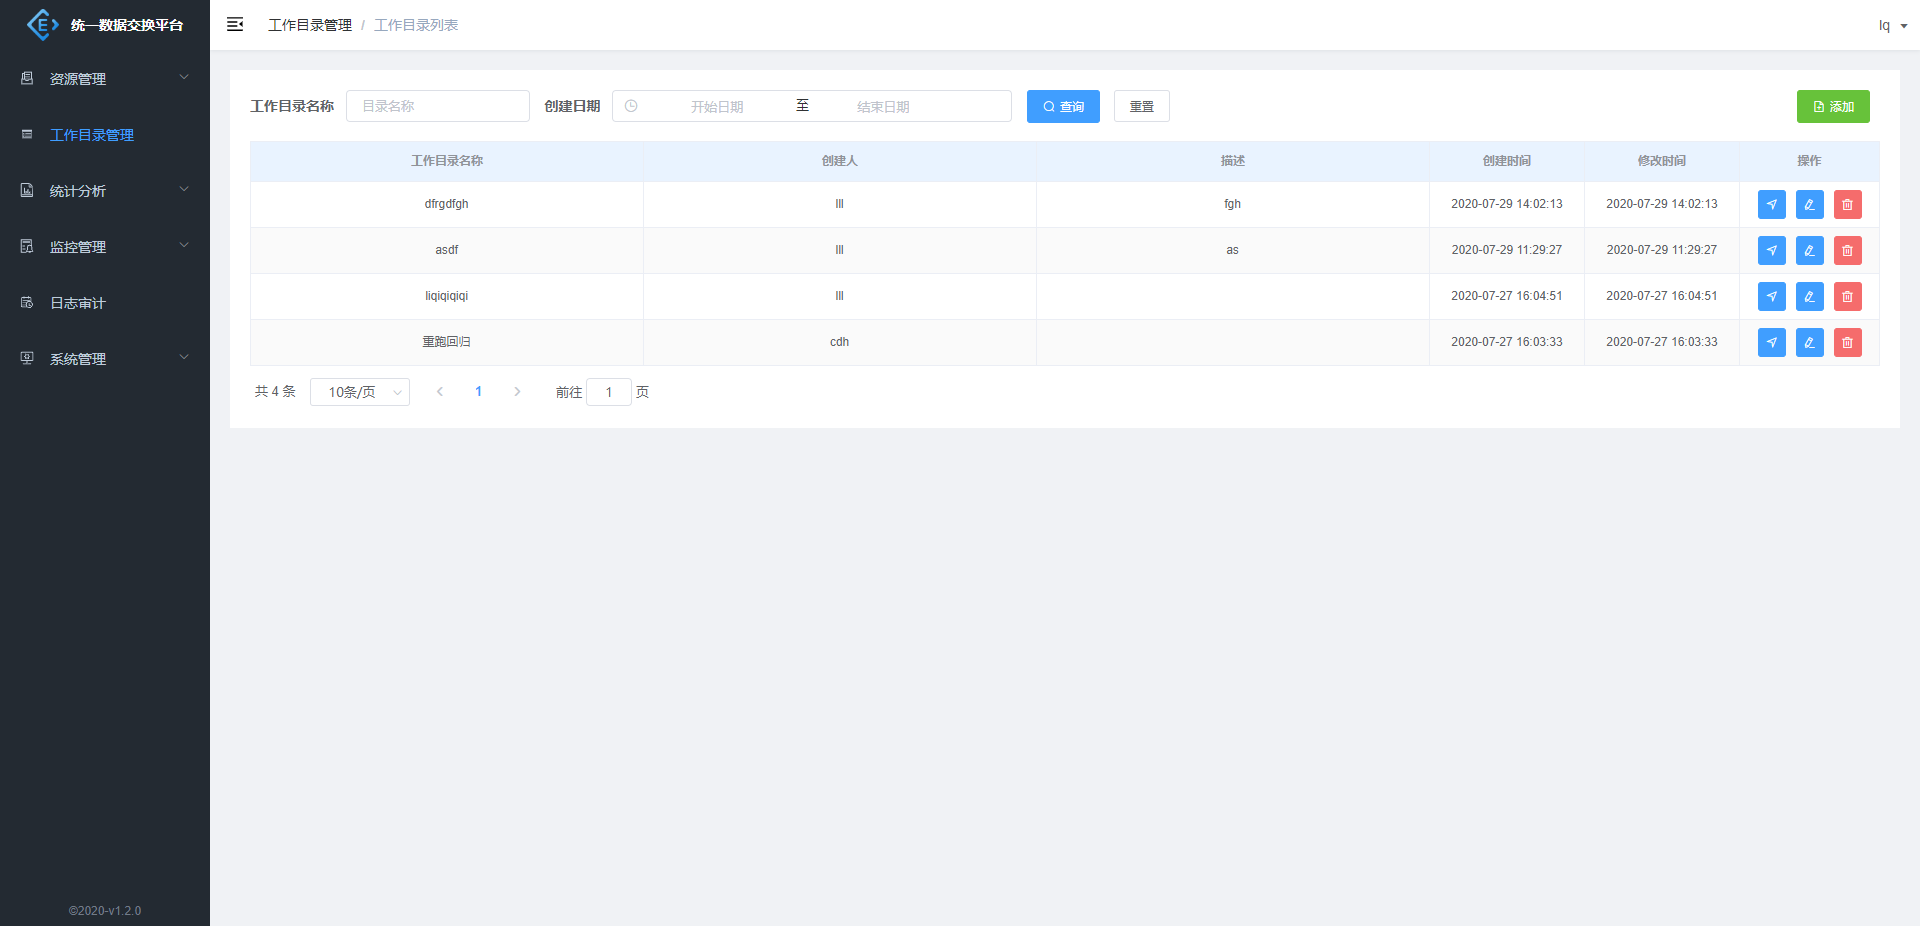 统一数据交换平台
资源管理
工作目录管理
统计分析
监控管理
日志审计
系统管理
©2020-v1.2.0
工作目录管理 / 工作目录列表
lq
工作目录名称 目录名称 创建日期 开始日期 至 结束日期 查询 重置 添加
工作目录名称 创建人 描述 创建时间 修改时间 操作
dfrgdfgh lll fgh 2020-07-29 14:02:13 2020-07-29 14:02:13
asdf lll as 2020-07-29 11:29:27 2020-07-29 11:29:27
liqiqiqiqi lll 2020-07-27 16:04:51 2020-07-27 16:04:51
重跑回归 cdh 2020-07-27 16:03:33 2020-07-27 16:03:33
共 4 条 10条/页 1 前往 1 页